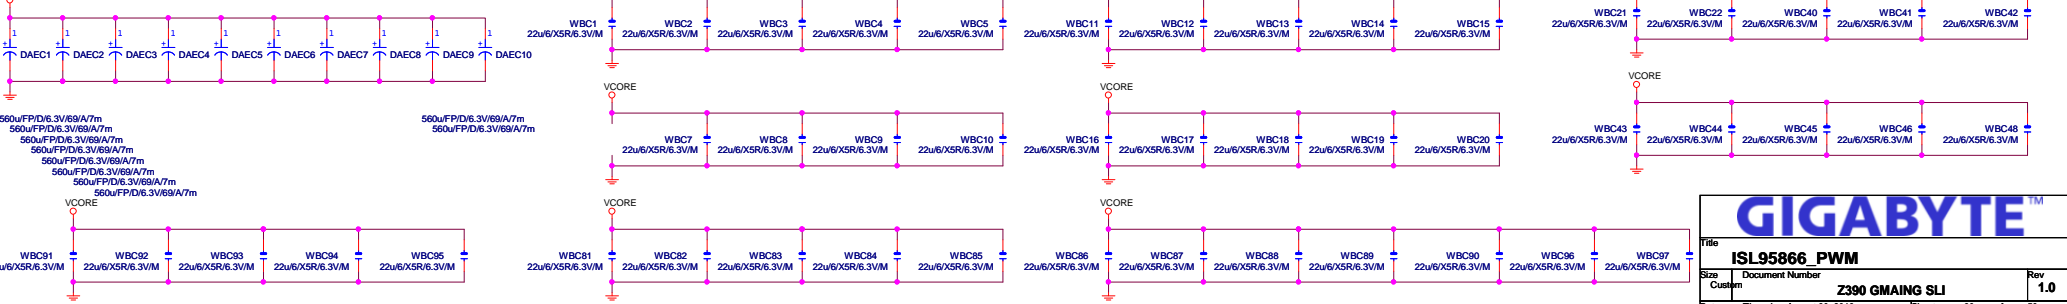 1 1 1 1 1 1 1 1 1 1
DAEC1 DAEC2 DAEC3 DAEC4 DAEC5 DAEC6 DAEC7 DAEC8 DAEC9 DAEC10
560u/FP/D/6.3V/69/A/7m
560u/FP/D/6.3V/69/A/7m
560u/FP/D/6.3V/69/A/7m
560u/FP/D/6.3V/69/A/7m
560u/FP/D/6.3V/69/A/7m
560u/FP/D/6.3V/69/A/7m
560u/FP/D/6.3V/69/A/7m
560u/FP/D/6.3V/69/A/7m
560u/FP/D/6.3V/69/A/7m
560u/FP/D/6.3V/69/A/7m
WBC1 WBC2 WBC3 WBC4 WBC5
22u/6/X5R/6.3V/M 22u/6/X5R/6.3V/M 22u/6/X5R/6.3V/M 22u/6/X5R/6.3V/M 22u/6/X5R/6.3V/M
WBC11 WBC12 WBC13 WBC14 WBC15
22u/6/X5R/6.3V/M 22u/6/X5R/6.3V/M 22u/6/X5R/6.3V/M 22u/6/X5R/6.3V/M 22u/6/X5R/6.3V/M
WBC21 WBC22 WBC40 WBC41 WBC42
22u/6/X5R/6.3V/M 22u/6/X5R/6.3V/M 22u/6/X5R/6.3V/M 22u/6/X5R/6.3V/M 22u/6/X5R/6.3V/M
VCORE
WBC7 WBC8 WBC9 WBC10
22u/6/X5R/6.3V/M 22u/6/X5R/6.3V/M 22u/6/X5R/6.3V/M 22u/6/X5R/6.3V/M
VCORE
WBC16 WBC17 WBC18 WBC19 WBC20
22u/6/X5R/6.3V/M 22u/6/X5R/6.3V/M 22u/6/X5R/6.3V/M 22u/6/X5R/6.3V/M 22u/6/X5R/6.3V/M
VCORE
WBC43 WBC44 WBC45 WBC46 WBC48
22u/6/X5R/6.3V/M 22u/6/X5R/6.3V/M 22u/6/X5R/6.3V/M 22u/6/X5R/6.3V/M 22u/6/X5R/6.3V/M
VCORE
WBC91 WBC92 WBC93 WBC94 WBC95
u/6/X5R/6.3V/M 22u/6/X5R/6.3V/M 22u/6/X5R/6.3V/M 22u/6/X5R/6.3V/M 22u/6/X5R/6.3V/M
VCORE
WBC81 WBC82 WBC83 WBC84 WBC85
22u/6/X5R/6.3V/M 22u/6/X5R/6.3V/M 22u/6/X5R/6.3V/M 22u/6/X5R/6.3V/M 22u/6/X5R/6.3V/M
VCORE
WBC86 WBC87 WBC88 WBC89 WBC90 WBC96 WBC97
22u/6/X5R/6.3V/M 22u/6/X5R/6.3V/M 22u/6/X5R/6.3V/M 22u/6/X5R/6.3V/M 22u/6/X5R/6.3V/M 22u/6/X5R/6.3V/M 22u/6/X5R/6.3V/M
GIGABYTE™
Title
ISL95866_PWM
Size Document Number Rev
Custom Z390 GMAING SLI 1.0